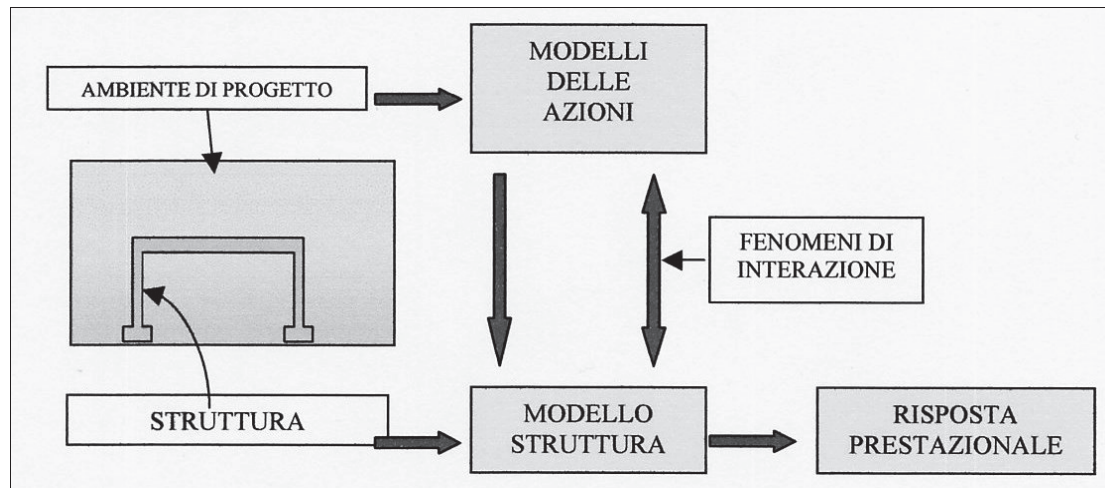 AMBIENTE DI PROGETTO
MODELLI
DELLE
AZIONI
FENOMENI DI
INTERAZIONE
STRUTTURA
MODELLO
STRUTTURA
RISPOSTA
PRESTAZIONALE